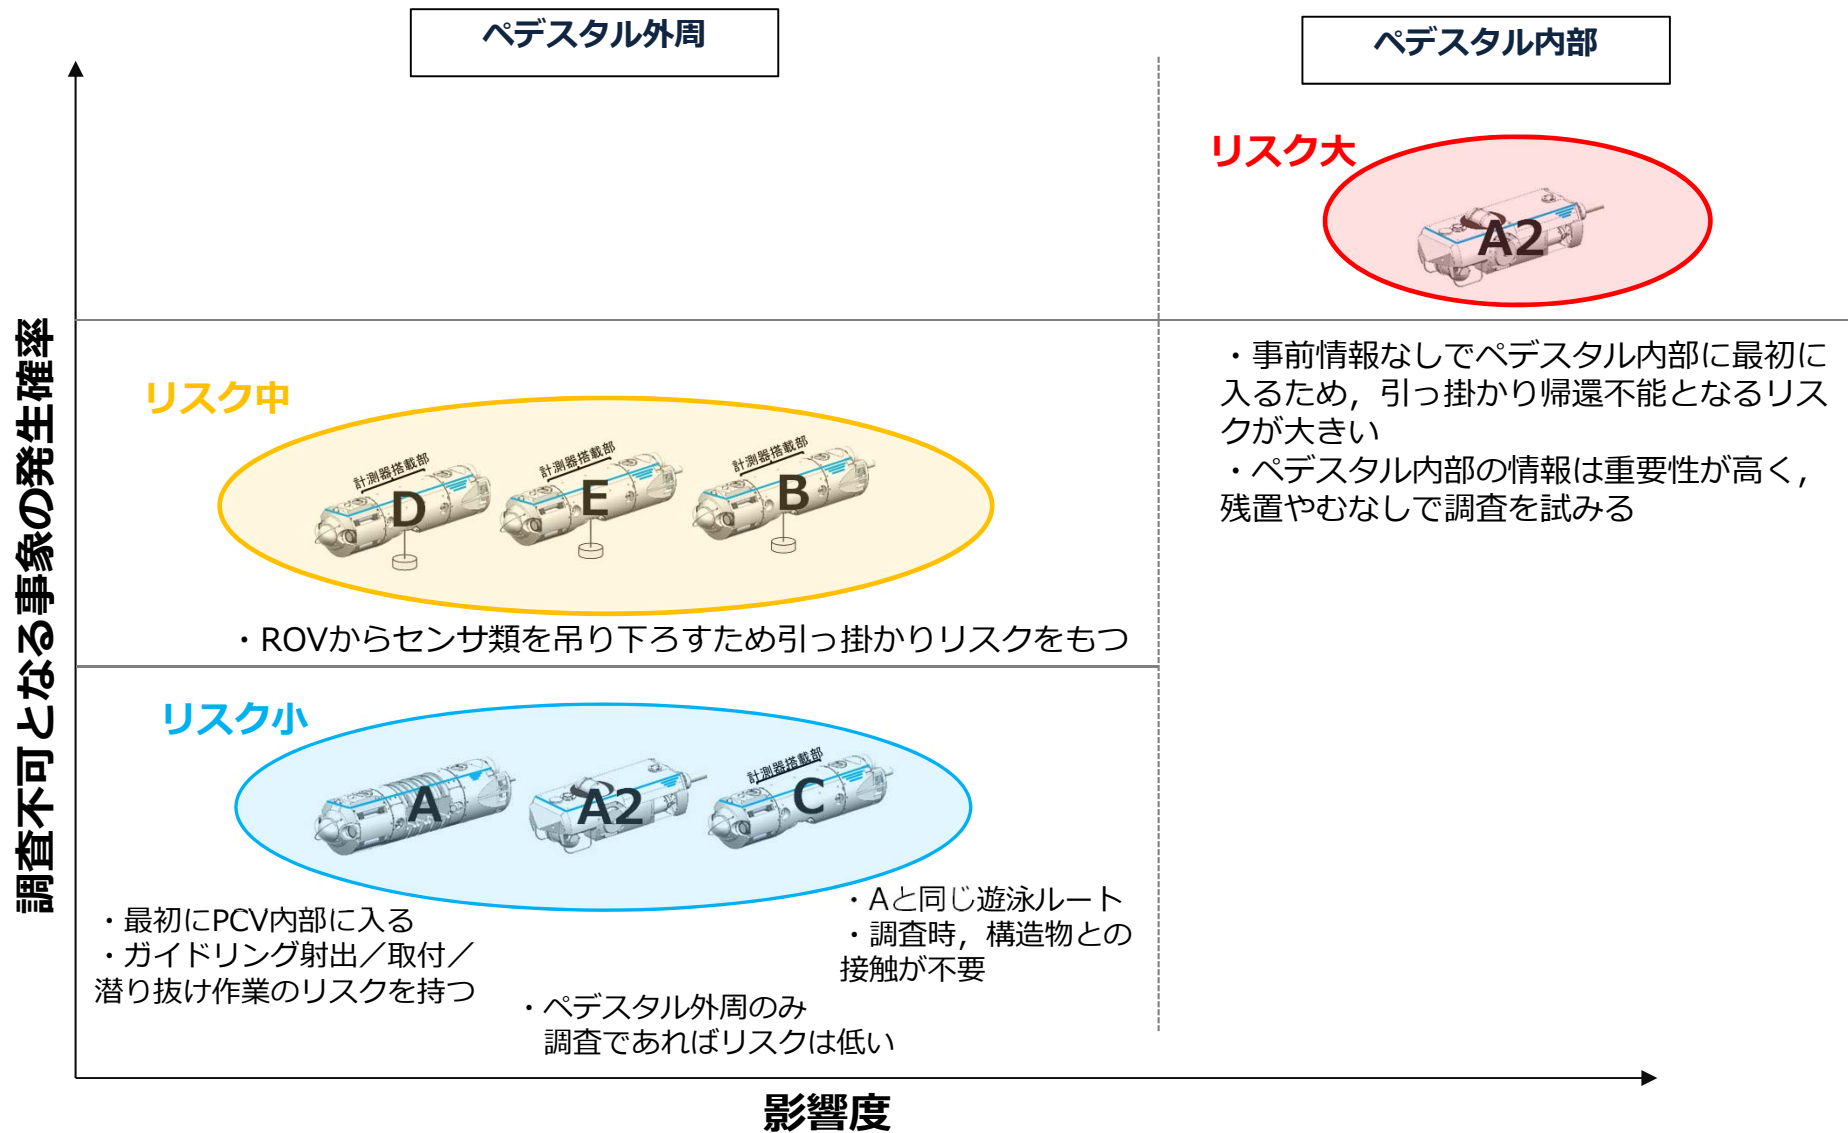 ペデスタル外周
ペデスタル内部
リスク大
A2
・事前情報なしでペデスタル内部に最初に
入るため，引っ掛かり帰還不能となるリス
クが大きい
・ペデスタル内部の情報は重要性が高く，
残置やむなしで調査を試みる
リスク中
計測器搭載部
D
計測器搭載部
E
計測器搭載部
B
・ROVからセンサ類を吊り下ろすため引っ掛かりリスクをもつ
リスク小
A
A2
計測器搭載部
C
・最初にPCV内部に入る
・ガイドリング射出／取付／
潜り抜け作業のリスクを持つ
・ペデスタル外周のみ
調査であればリスクは低い
・Aと同じ遊泳ルート
・調査時，構造物との
接触が不要
調査不可となる事象の発生確率
影響度